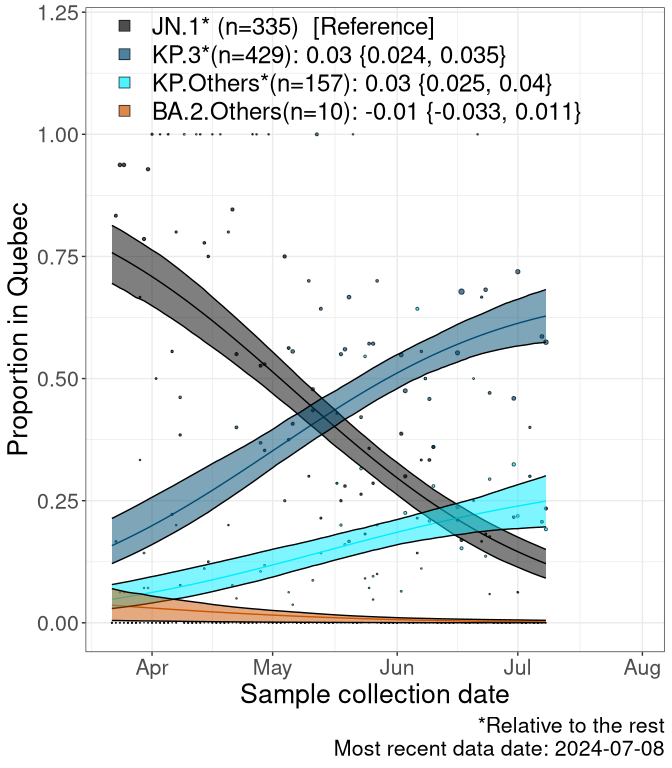 JN.1* (n=335)  [Reference]
KP.3*(n=429): 0.03 {0.024, 0.035}
KP.Others*(n=157): 0.03 {0.025, 0.04}
BA.2.Others(n=10): -0.01 {-0.033, 0.011}
1.25
1.00
0.75
0.50
0.25
0.00
Proportion in Quebec
Apr May Jun Jul Aug
Sample collection date
*Relative to the rest
Most recent data date: 2024-07-08